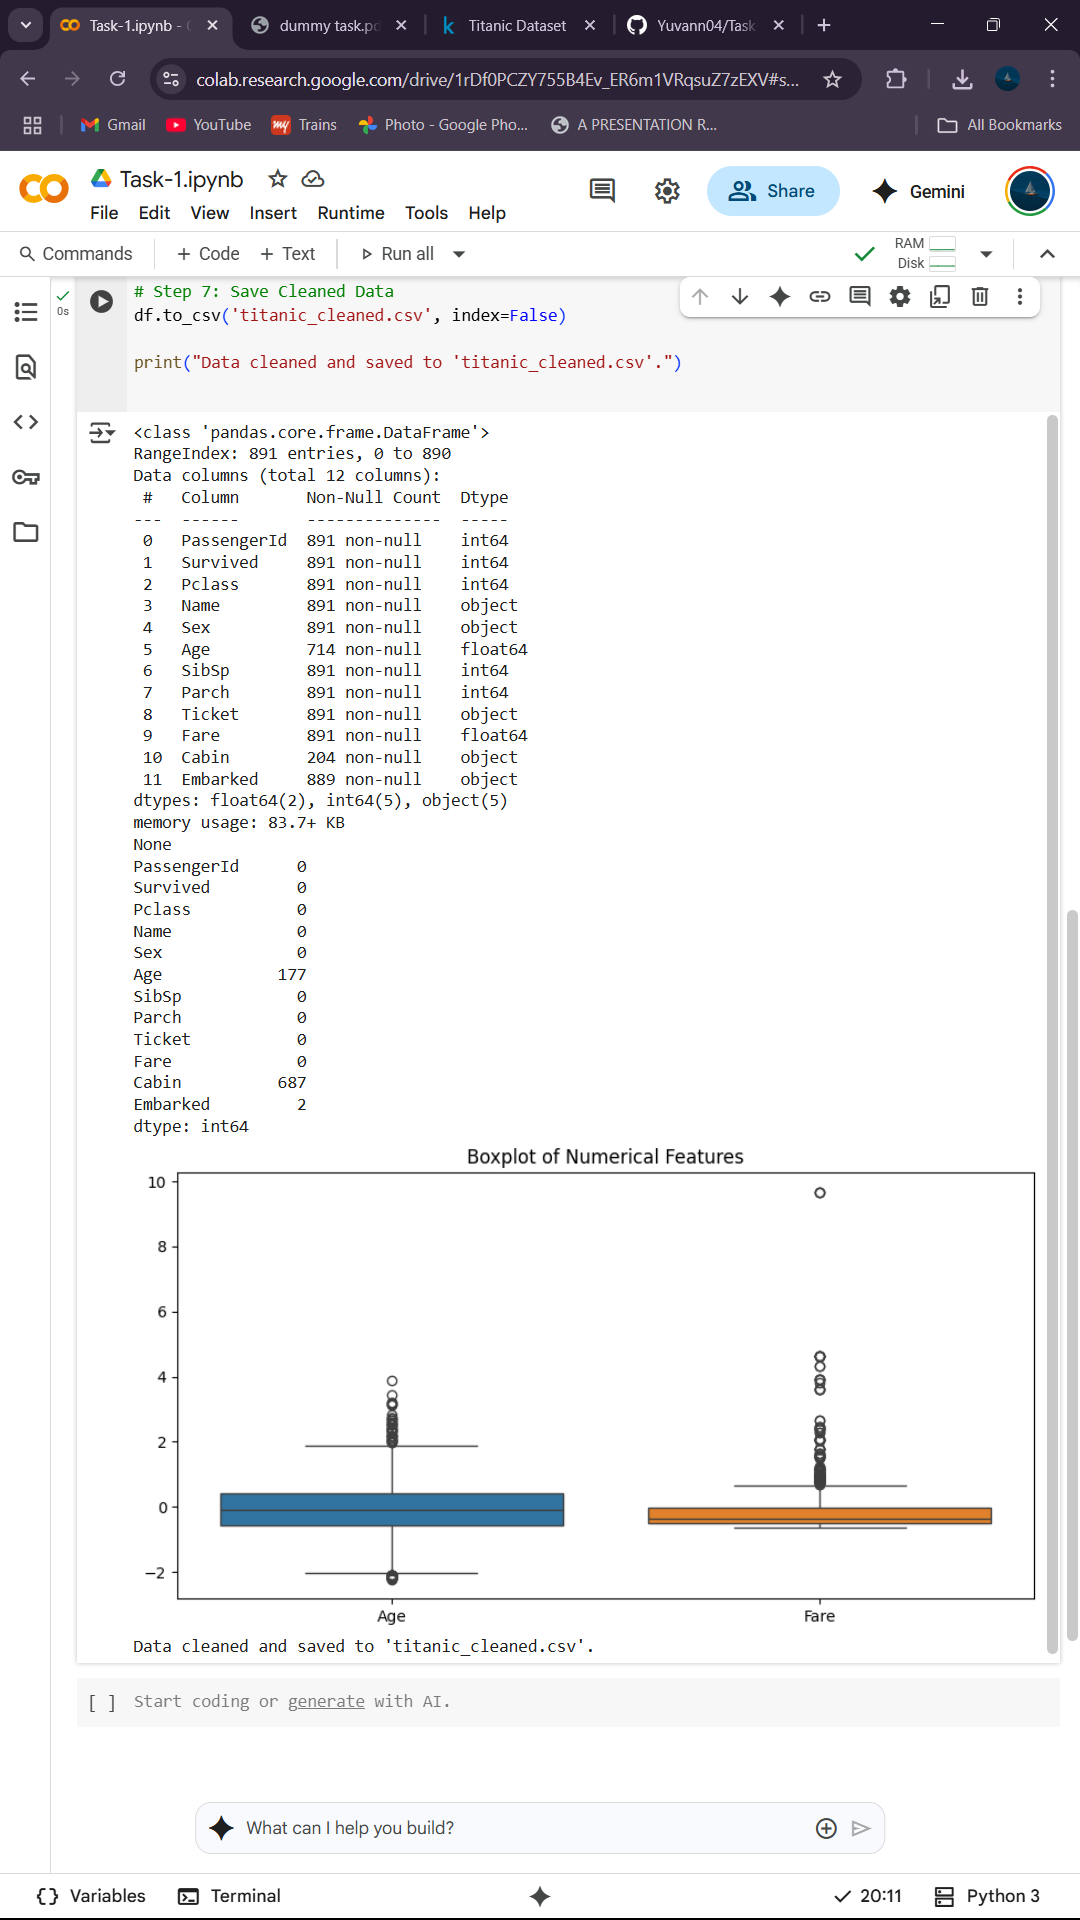 Task-1.ipynb - 
dummy task.pd
Titanic Dataset
Yuvann04/Task
colab.research.google.com/drive/1rDf0PCZY755B4Ev_ER6m1VRqsuZ7zEXV#s...
Gmail
YouTube
Trains
Photo - Google Pho...
A PRESENTATION R...
All Bookmarks
Task-1.ipynb
File Edit View Insert Runtime Tools Help
Share
Gemini
Commands + Code + Text Run all
RAM
Disk
0s
# Step 7: Save Cleaned Data
df.to_csv('titanic_cleaned.csv', index=False)
print("Data cleaned and saved to 'titanic_cleaned.csv'.")
<class 'pandas.core.frame.DataFrame'>
RangeIndex: 891 entries, 0 to 890
Data columns (total 12 columns):
# Column Non-Null Count Dtype
--- ------ -------------- -----
0 PassengerId 891 non-null int64
1 Survived 891 non-null int64
2 Pclass 891 non-null int64
3 Name 891 non-null object
4 Sex 891 non-null object
5 Age 714 non-null float64
6 SibSp 891 non-null int64
7 Parch 891 non-null int64
8 Ticket 891 non-null object
9 Fare 891 non-null float64
10 Cabin 204 non-null object
11 Embarked 889 non-null object
dtypes: float64(2), int64(5), object(5)
memory usage: 83.7+ KB
None
PassengerId 0
Survived 0
Pclass 0
Name 0
Sex 0
Age 177
SibSp 0
Parch 0
Ticket 0
Fare 0
Cabin 687
Embarked 2
dtype: int64
Boxplot of Numerical Features
10
8
6
4
2
0
−2
Age Fare
Data cleaned and saved to 'titanic_cleaned.csv'.
[ ] Start coding or generate with AI.
What can I help you build?
Variables Terminal 20:11 Python 3